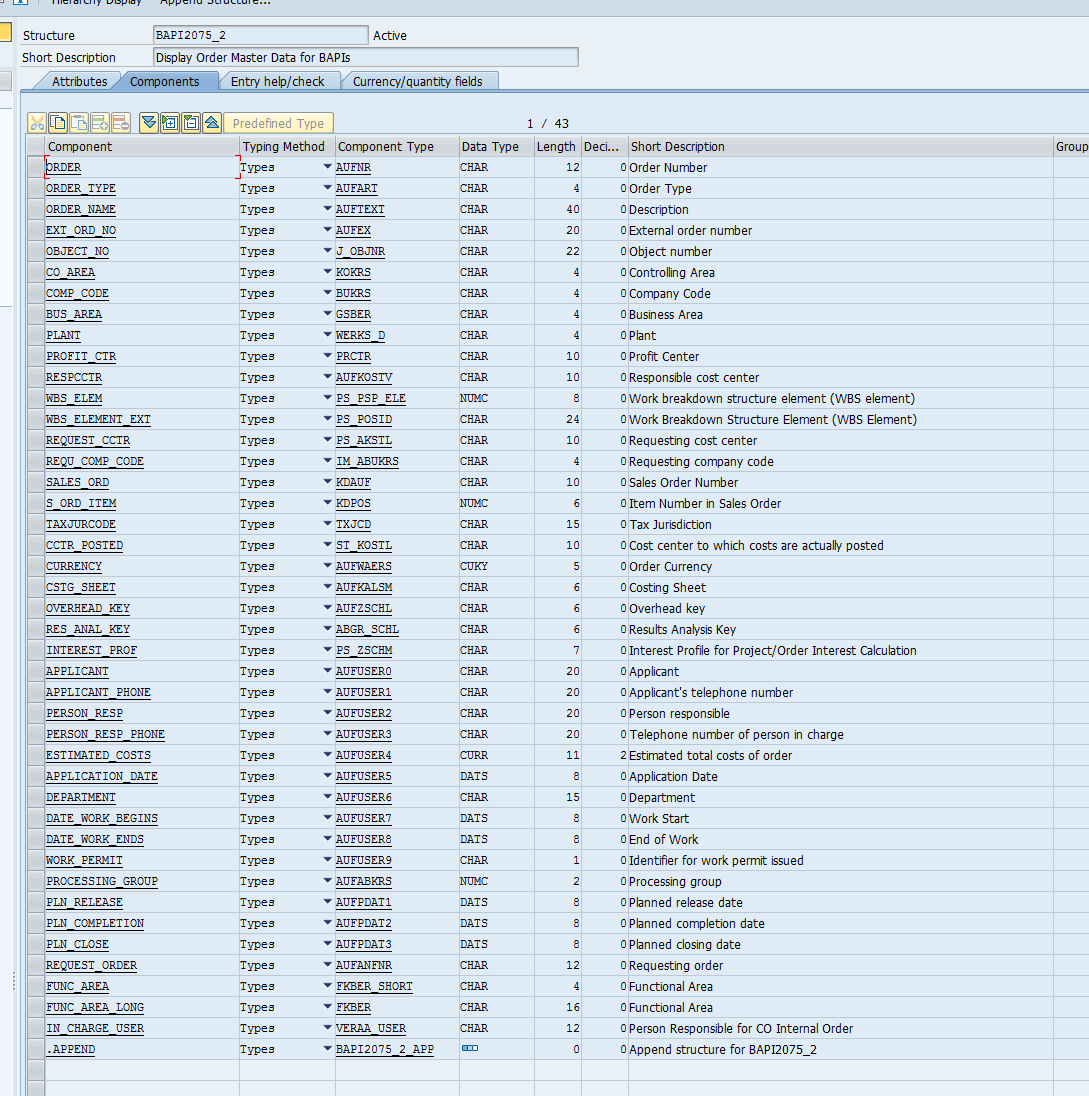 Hierarchy Display Append Structure...
Structure BAPI2075_2 Active
Short Description Display Order Master Data for BAPIs
Attributes Components Entry help/check Currency/quantity fields
Predefined Type 1 / 43
Component Typing Method Component Type Data Type Length Deci... Short Description Group
ORDER Types AUFNR CHAR 12 0 Order Number
ORDER_TYPE Types AUFART CHAR 4 0 Order Type
ORDER_NAME Types AUFTEXT CHAR 40 0 Description
EXT_ORD_NO Types AUFEX CHAR 20 0 External order number
OBJECT_NO Types J_OBJNR CHAR 22 0 Object number
CO_AREA Types KOKRS CHAR 4 0 Controlling Area
COMP_CODE Types BUKRS CHAR 4 0 Company Code
BUS_AREA Types GSBER CHAR 4 0 Business Area
PLANT Types WERKS_D CHAR 4 0 Plant
PROFIT_CTR Types PRCTR CHAR 10 0 Profit Center
RESPCCTR Types AUFKOSTV CHAR 10 0 Responsible cost center
WBS_ELEM Types PS_PSP_ELE NUMC 8 0 Work breakdown structure element (WBS element)
WBS_ELEMENT_EXT Types PS_POSID CHAR 24 0 Work Breakdown Structure Element (WBS Element)
REQUEST_CCTR Types PS_AKSTL CHAR 10 0 Requesting cost center
REQU_COMP_CODE Types IM_ABUKRS CHAR 4 0 Requesting company code
SALES_ORD Types KDAUF CHAR 10 0 Sales Order Number
S_ORD_ITEM Types KDPOS NUMC 6 0 Item Number in Sales Order
TAXJURCODE Types TXJCD CHAR 15 0 Tax Jurisdiction
CCTR_POSTED Types ST_KOSTL CHAR 10 0 Cost center to which costs are actually posted
CURRENCY Types AUFWAERS CUKY 5 0 Order Currency
CSTG_SHEET Types AUFKALSM CHAR 6 0 Costing Sheet
OVERHEAD_KEY Types AUFZSCHL CHAR 6 0 Overhead key
RES_ANAL_KEY Types ABGR_SCHL CHAR 6 0 Results Analysis Key
INTEREST_PROF Types PS_ZSCHM CHAR 7 0 Interest Profile for Project/Order Interest Calculation
APPLICANT Types AUFUSER0 CHAR 20 0 Applicant
APPLICANT_PHONE Types AUFUSER1 CHAR 20 0 Applicant's telephone number
PERSON_RESP Types AUFUSER2 CHAR 20 0 Person responsible
PERSON_RESP_PHONE Types AUFUSER3 CHAR 20 0 Telephone number of person in charge
ESTIMATED_COSTS Types AUFUSER4 CURR 11 2 Estimated total costs of order
APPLICATION_DATE Types AUFUSER5 DATS 8 0 Application Date
DEPARTMENT Types AUFUSER6 CHAR 15 0 Department
DATE_WORK_BEGINS Types AUFUSER7 DATS 8 0 Work Start
DATE_WORK_ENDS Types AUFUSER8 DATS 8 0 End of Work
WORK_PERMIT Types AUFUSER9 CHAR 1 0 Identifier for work permit issued
PROCESSING_GROUP Types AUFABKRS NUMC 2 0 Processing group
PLN_RELEASE Types AUFPDAT1 DATS 8 0 Planned release date
PLN_COMPLETION Types AUFPDAT2 DATS 8 0 Planned completion date
PLN_CLOSE Types AUFPDAT3 DATS 8 0 Planned closing date
REQUEST_ORDER Types AUFANFNR CHAR 12 0 Requesting order
FUNC_AREA Types FKBER_SHORT CHAR 4 0 Functional Area
FUNC_AREA_LONG Types FKBER CHAR 16 0 Functional Area
IN_CHARGE_USER Types VERAA_USER CHAR 12 0 Person Responsible for CO Internal Order
.APPEND Types BAPI2075_2_APP 0 0 Append structure for BAPI2075_2